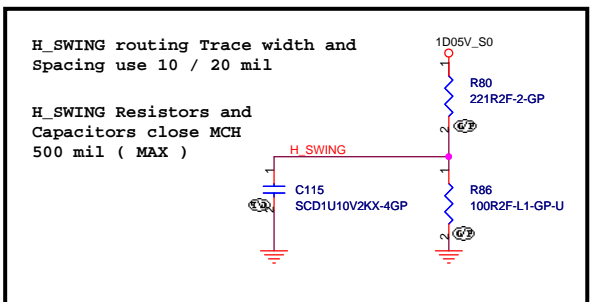 H_SWING routing Trace width and
Spacing use 10 / 20 mil
H_SWING Resistors and
Capacitors close MCH
500 mil ( MAX )
1D05V_S0
1
R80
221R2F-2-GP
2
G/P
H_SWING
1
C115
SCD1U10V2KX-4GP
2
1
R86
100R2F-L1-GP-U
2
G/P